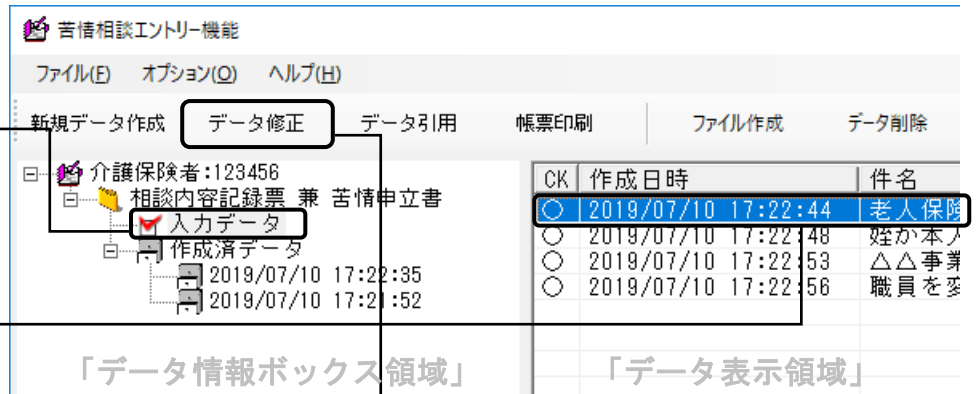 苦情相談エントリー機能
ファイル(F) オプション(O) ヘルプ(H)
新規データ作成 データ修正 データ引用 帳票印刷 ファイル作成 データ削除
介護保険者:123456
相談内容記録票 兼 苦情申立書
入力データ
作成済データ
2019/07/10 17:22:35
2019/07/10 17:21:52
「データ情報ボックス領域」
CK 作成日時 件名
○ 2019/07/10 17:22:44 老人保険
○ 2019/07/10 17:22:48 姪が本人
○ 2019/07/10 17:22:53 △△事業
○ 2019/07/10 17:22:56 職員を変
「データ表示領域」